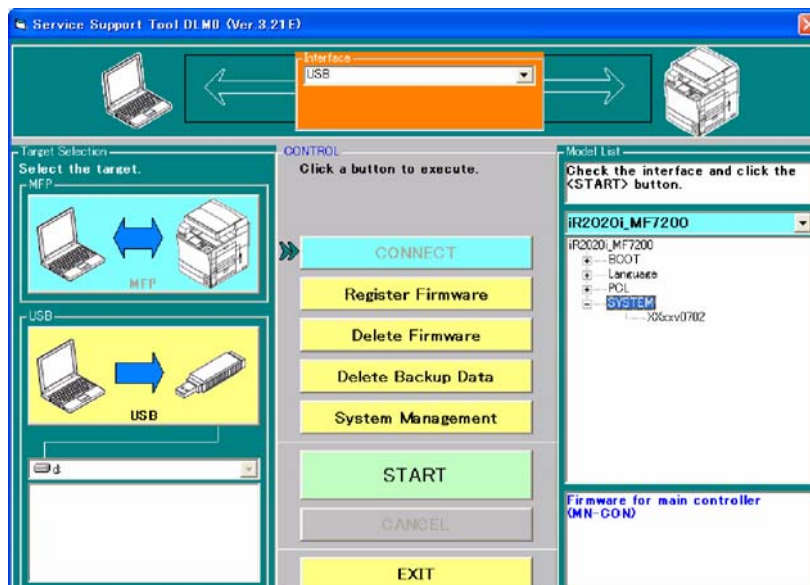 Service Support Tool DLM0 (Ver.3.21E)
Interface
USB
Target Selection
Select the target.
MFP
MFP
USB
USB
d:
CONTROL
Click a button to execute.
CONNECT
Register Firmware
Delete Firmware
Delete Backup Data
System Management
START
CANCEL
EXIT
Model List
Check the interface and click the
<START> button.
iR2020i_MF7200
iR2020i_MF7200
BOOT
Language
PCL
SYSTEM
XXxxv0702
Firmware for main controller
(MN-CON)